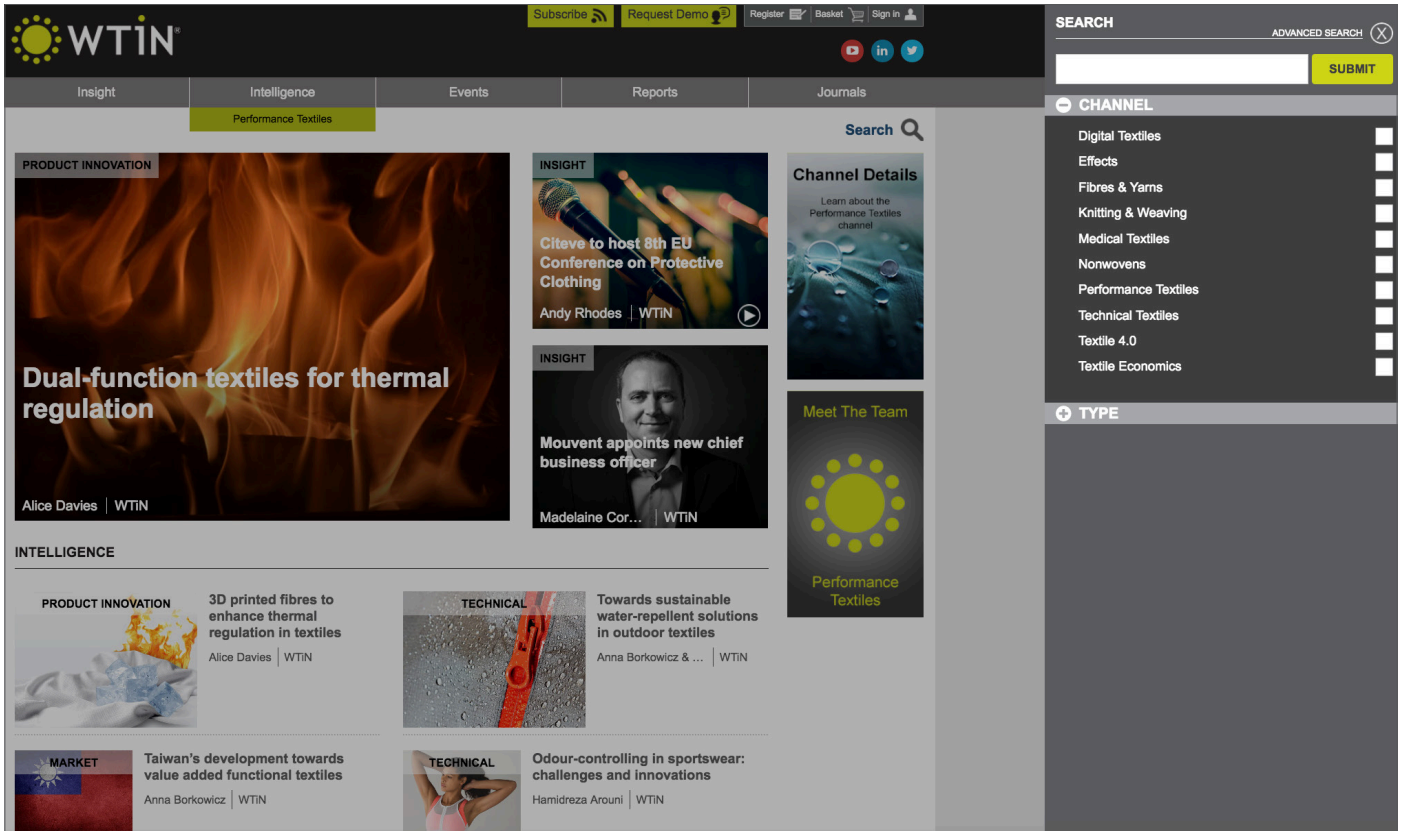 WTiN®
Subscribe
Request Demo
Register
Basket
Sign in
in
Insight
Intelligence
Events
Reports
Journals
Performance Textiles
Search
PRODUCT INNOVATION
Dual-function textiles for thermal
regulation
Alice Davies | WTiN
INSIGHT
Citeve to host 8th EU
Conference on Protective
Clothing
Andy Rhodes | WTiN
INSIGHT
Mouvent appoints new chief
business officer
Madelaine Cor... | WTiN
Channel Details
Learn about the
Performance Textiles
channel
Meet The Team
Performance
Textiles
INTELLIGENCE
PRODUCT INNOVATION
3D printed fibres to
enhance thermal
regulation in textiles
Alice Davies | WTiN
TECHNICAL
Towards sustainable
water-repellent solutions
in outdoor textiles
Anna Borkowicz & ... | WTiN
MARKET
Taiwan's development towards
value added functional textiles
Anna Borkowicz | WTiN
TECHNICAL
Odour-controlling in sportswear:
challenges and innovations
Hamidreza Arouni | WTiN
SEARCH
ADVANCED SEARCH
X
SUBMIT
CHANNEL
Digital Textiles
Effects
Fibres & Yarns
Knitting & Weaving
Medical Textiles
Nonwovens
Performance Textiles
Technical Textiles
Textile 4.0
Textile Economics
TYPE